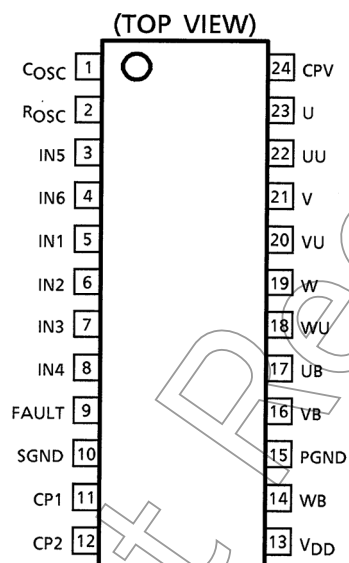 (TOP VIEW)
COSC 1
ROSC 2
IN5 3
IN6 4
IN1 5
IN2 6
IN3 7
IN4 8
FAULT 9
SGND 10
CP1 11
CP2 12
24 CPV
23 U
22 UU
21 V
20 VU
19 W
18 WU
17 UB
16 VB
15 PGND
14 WB
13 VDD